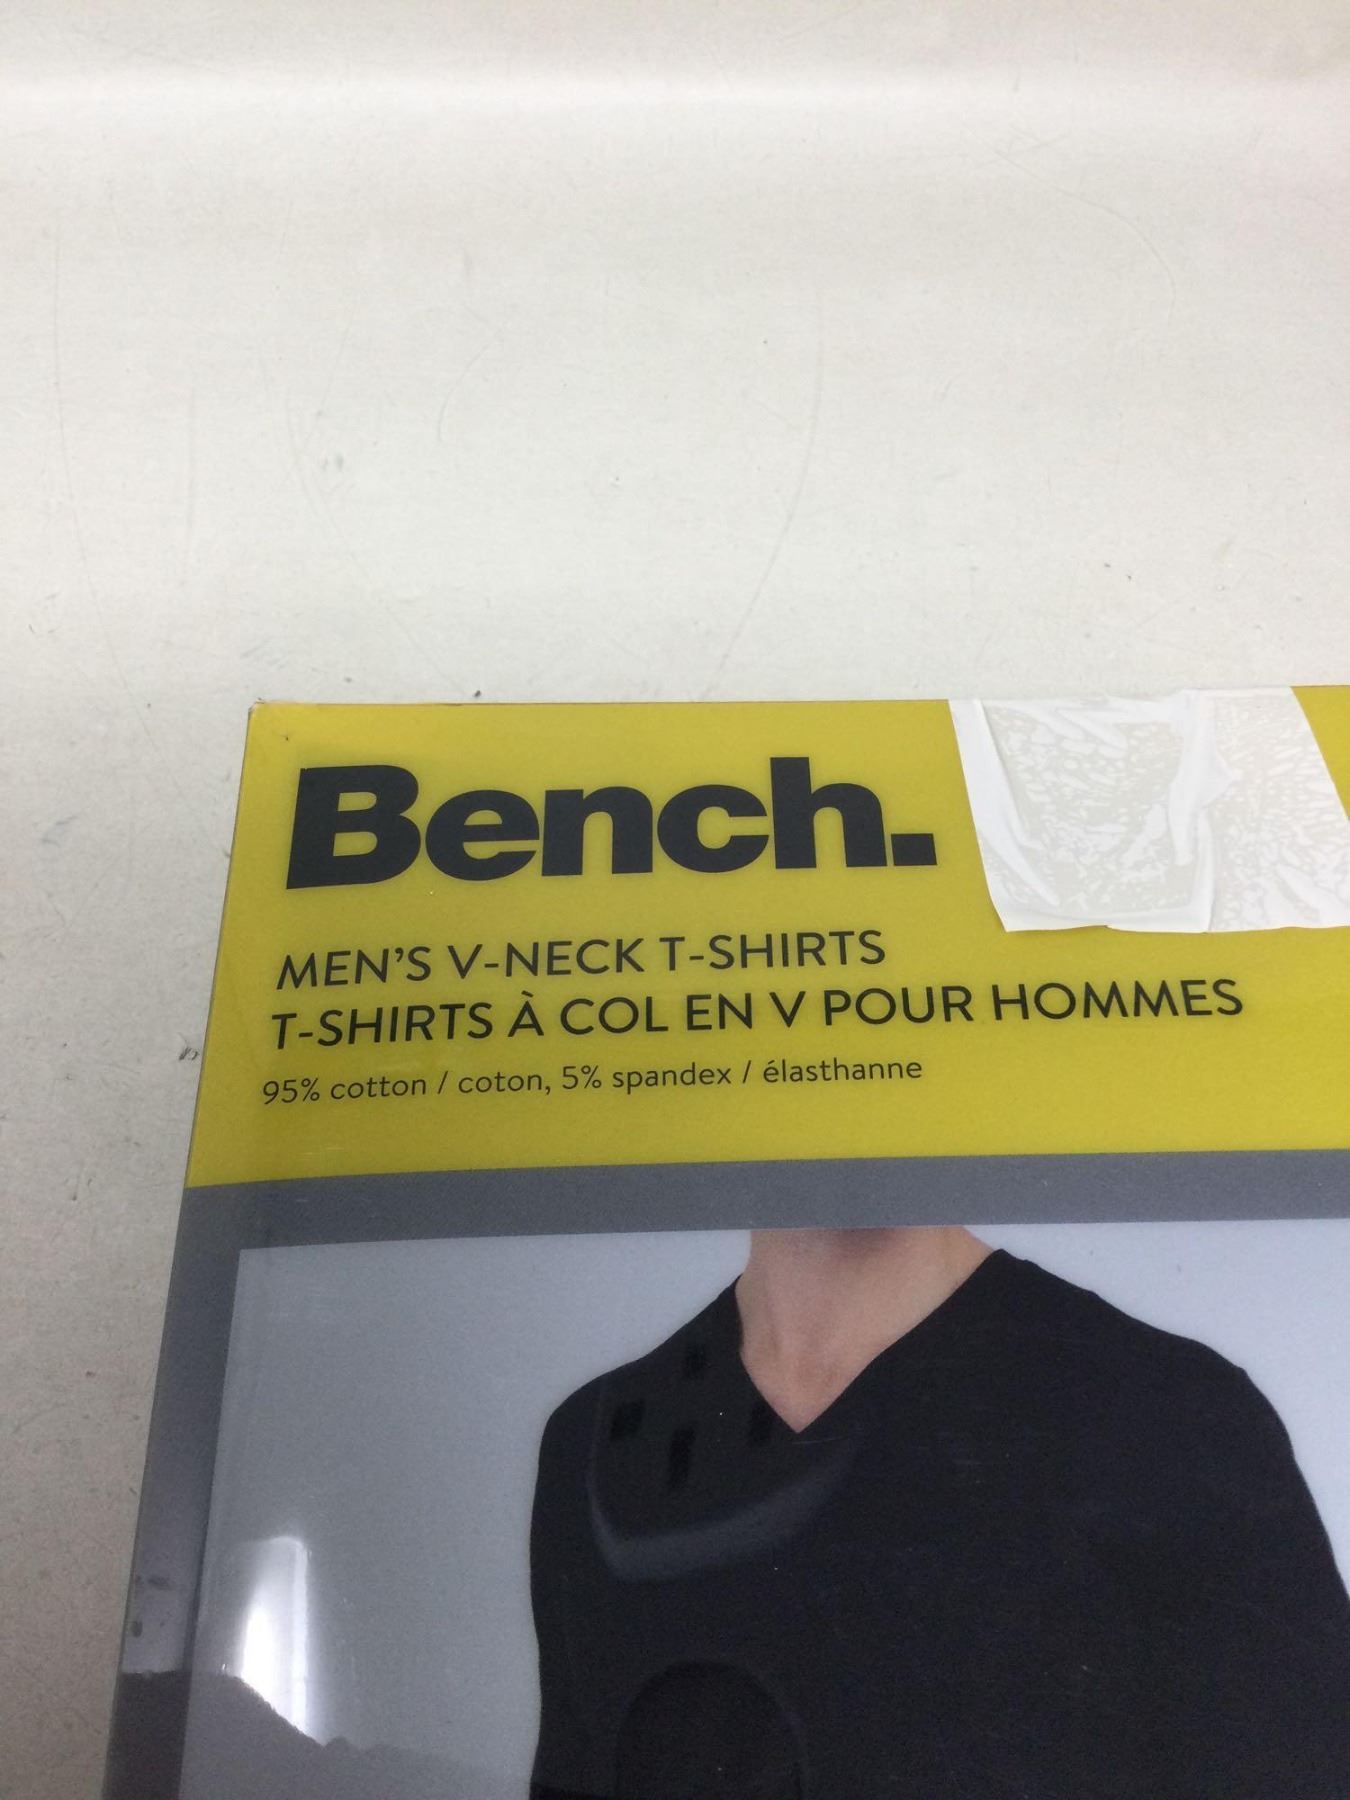 Bench.
MEN'S V-NECK T-SHIRTS
T-SHIRTS À COL EN V POUR HOMMES
95% cotton / coton, 5% spandex / élasthanne